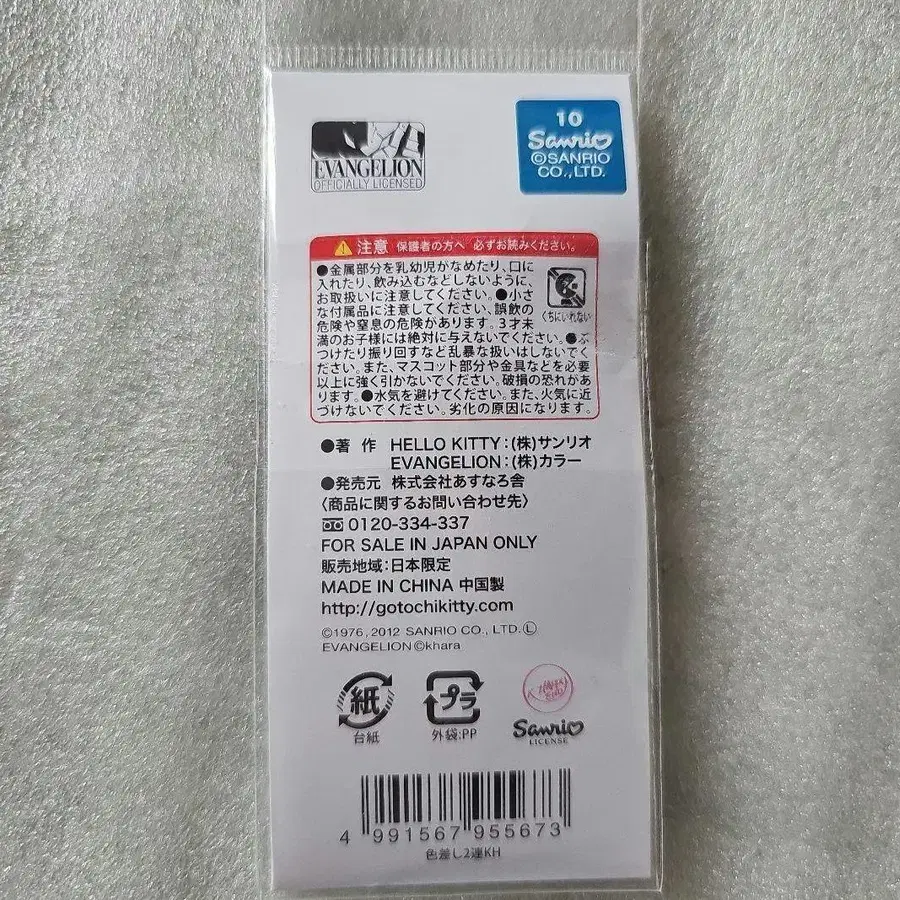 EVANGELION
OFFICIALLY LICENSED
10
Sanrio
©SANRIO
CO.,LTD.
注意 保護者の方へ 必ずお読みください。
●金属部分を乳幼児がなめたり、口に
入れたり、飲み込むなどしないように、
お取扱いに注意してください。●小さ
な付属品に注意してください、誤飲の
危険や窒息の危険があります。3才未
満のお子様には絶対に与えないでください。●ぶ
つけたり振り回すなど乱暴な扱いはしないでく
ださい。また、マスコット部分や金具などを必要
以上に強く引かないでください。破損の恐れがあ
ります。●水気を避けてください。また、火気に近
づけないでください。劣化の原因になります。
くちにいれない
●著 作 HELLO KITTY:(株)サンリオ
EVANGELION:(株)カラー
●発売元 株式会社あすなろ舎
〈商品に関するお問い合わせ先〉
0120-334-337
FOR SALE IN JAPAN ONLY
販売地域:日本限定
MADE IN CHINA 中国製
http://gotochikitty.com
©1976, 2012 SANRIO CO., LTD. Ⓛ
EVANGELION©khara
紙
台紙
プラ
外袋:PP
Sanrio
LICENSE
4 991567 955673
色差し2連KH